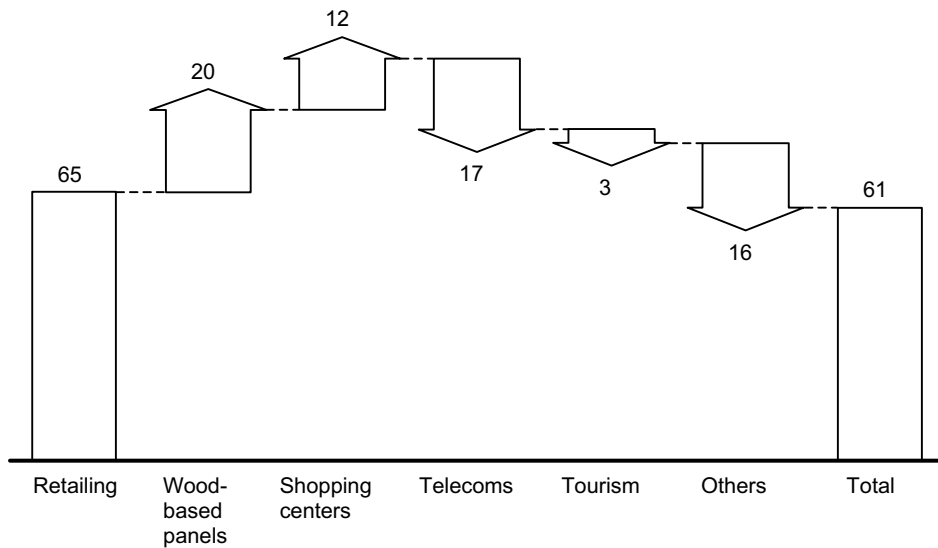 12
20
65
17
3
61
16
Retailing
Wood-
based
panels
Shopping
centers
Telecoms
Tourism
Others
Total